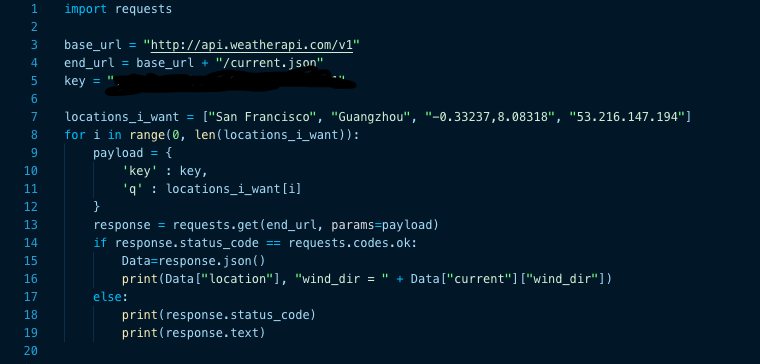 1 import requests
2
3 base_url = "http://api.weatherapi.com/v1"
4 end_url = base_url + "/current.json"
5 key = "
6
7 locations_i_want = ["San Francisco", "Guangzhou", "-0.33237,8.08318", "53.216.147.194"]
8 for i in range(0, len(locations_i_want)):
9     payload = {
10         'key' : key,
11         'q' : locations_i_want[i]
12     }
13     response = requests.get(end_url, params=payload)
14     if response.status_code == requests.codes.ok:
15         Data=response.json()
16         print(Data["location"], "wind_dir = " + Data["current"]["wind_dir"])
17     else:
18         print(response.status_code)
19         print(response.text)
20